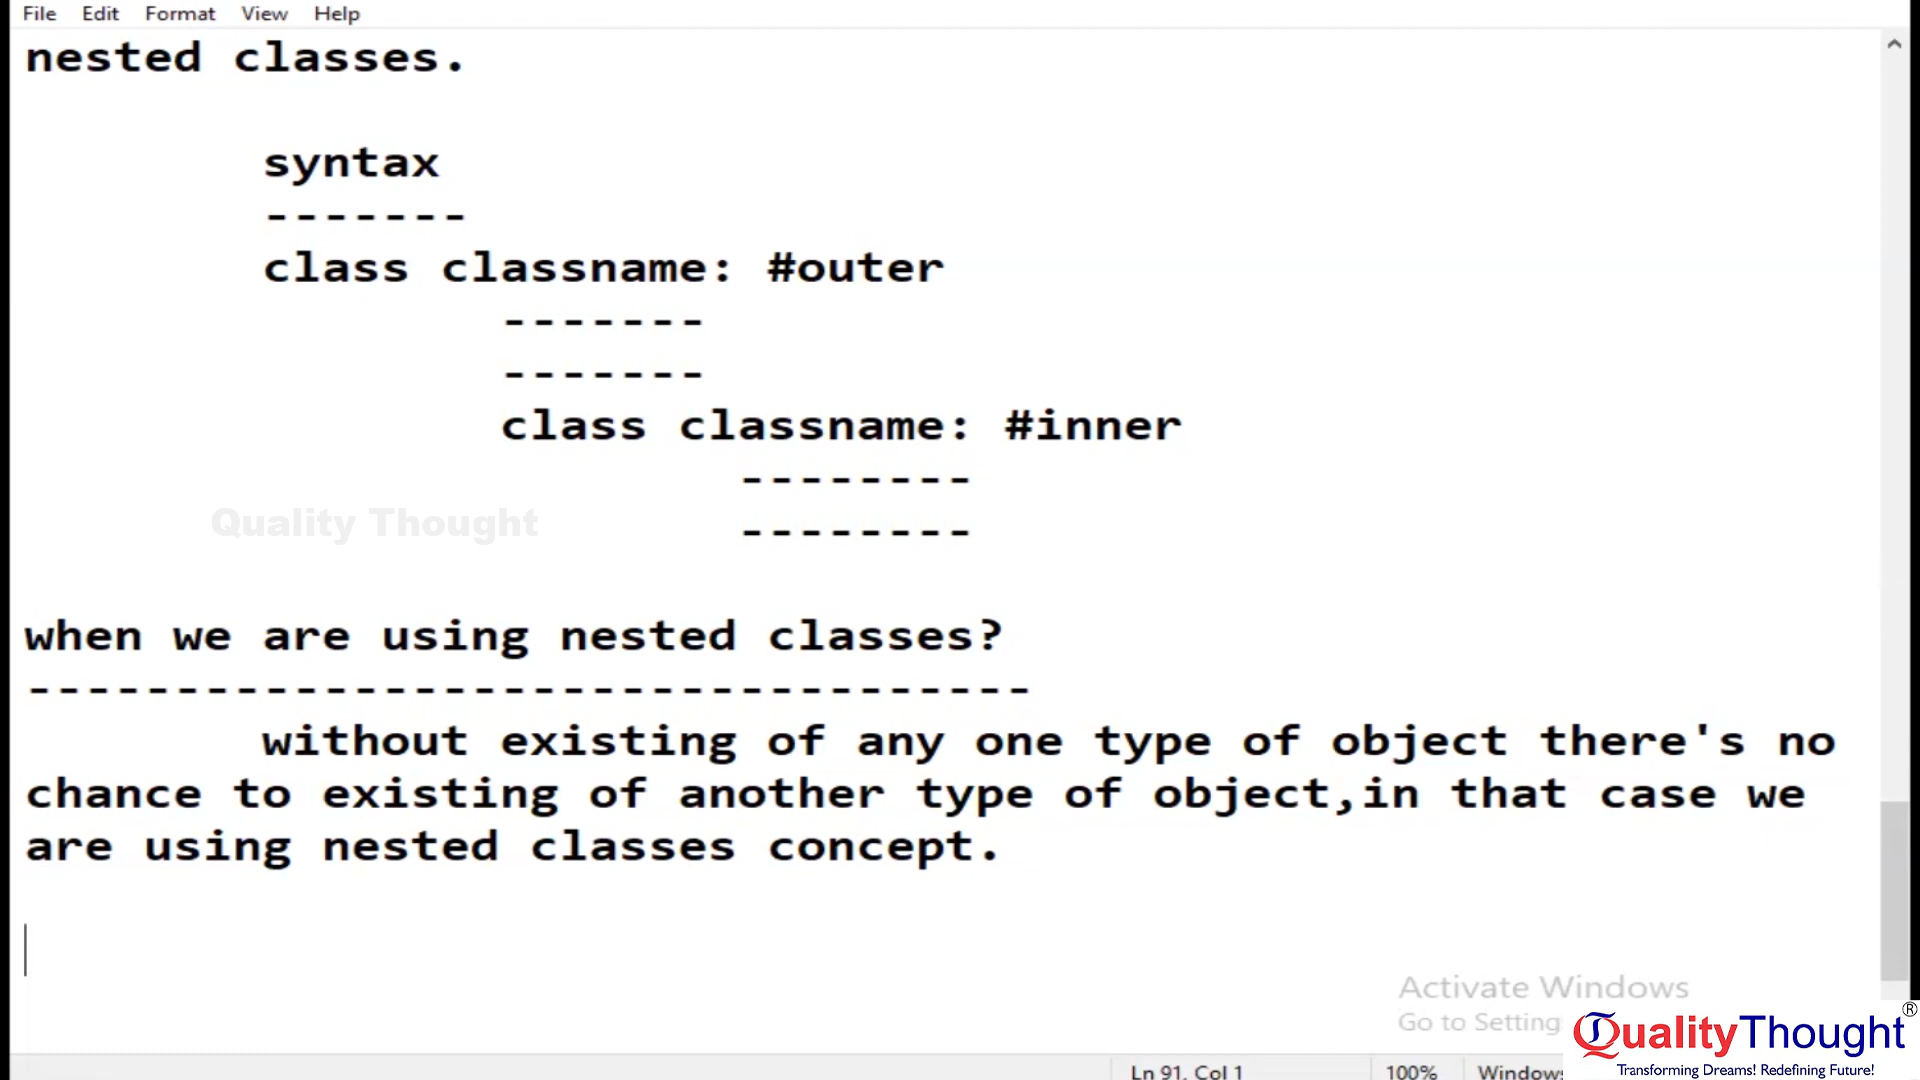 File Edit Format View Help
nested classes.
syntax
-------
class classname: #outer
-------
-------
class classname: #inner
--------
Quality Thought
--------
when we are using nested classes?
----------------------------------
without existing of any one type of object there's no
chance to existing of another type of object,in that case we
are using nested classes concept.
Activate Windows
Go to Setting
QualityThought®
Transforming Dreams! Redefining Future!
Ln 91, Col 1 100% Windows